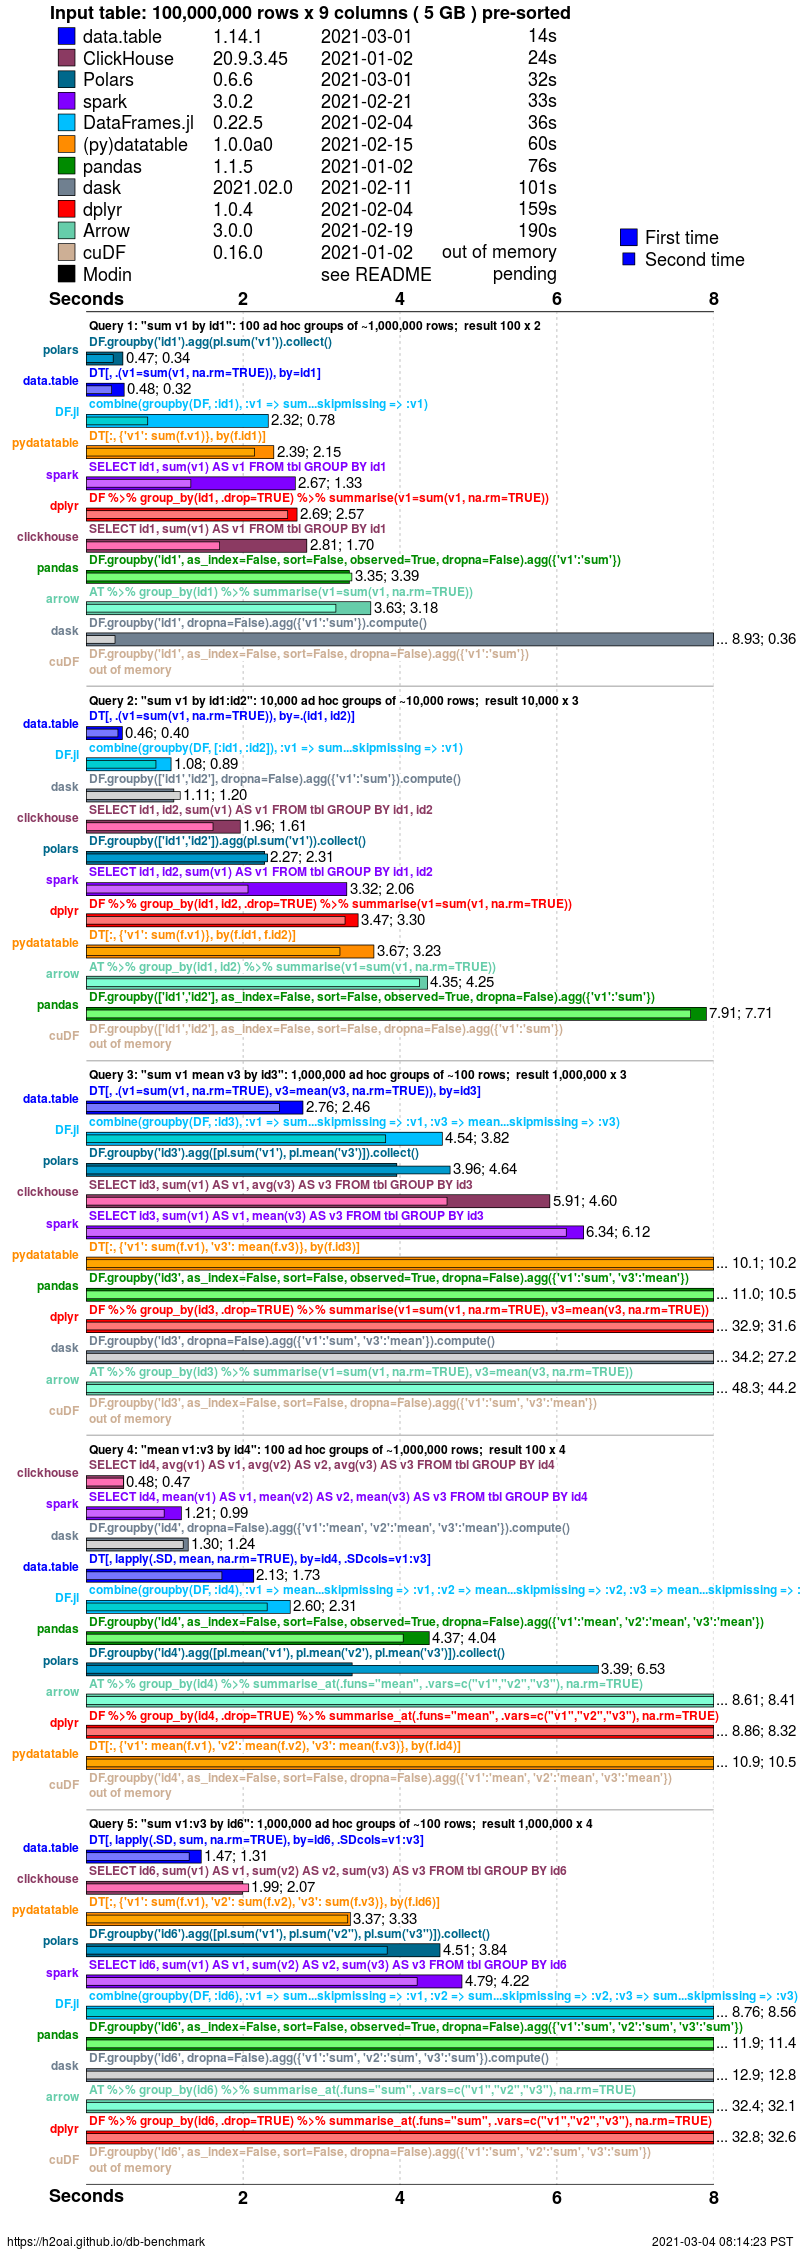 Input table: 100,000,000 rows x 9 columns ( 5 GB ) pre-sorted
data.table 1.14.1 2021-03-01 14s
ClickHouse 20.9.3.45 2021-01-02 24s
Polars 0.6.6 2021-03-01 32s
spark 3.0.2 2021-02-21 33s
DataFrames.jl 0.22.5 2021-02-04 36s
(py)datatable 1.0.0a0 2021-02-15 60s
pandas 1.1.5 2021-01-02 76s
dask 2021.02.0 2021-02-11 101s
dplyr 1.0.4 2021-02-04 159s
Arrow 3.0.0 2021-02-19 190s
cuDF 0.16.0 2021-01-02 out of memory
Modin see README pending
First time
Second time
Seconds 2 4 6 8
Query 1: "sum v1 by id1": 100 ad hoc groups of ~1,000,000 rows; result 100 x 2
DF.groupby('id1').agg(pl.sum('v1')).collect()
polars 0.47; 0.34
DT[, .(v1=sum(v1, na.rm=TRUE)), by=id1]
data.table 0.48; 0.32
combine(groupby(DF, :id1), :v1 => sum...skipmissing => :v1)
DF.jl 2.32; 0.78
DT[:, {'v1': sum(f.v1)}, by(f.id1)]
pydatatable 2.39; 2.15
SELECT id1, sum(v1) AS v1 FROM tbl GROUP BY id1
spark 2.67; 1.33
DF %>% group_by(id1, .drop=TRUE) %>% summarise(v1=sum(v1, na.rm=TRUE))
dplyr 2.69; 2.57
SELECT id1, sum(v1) AS v1 FROM tbl GROUP BY id1
clickhouse 2.81; 1.70
DF.groupby('id1', as_index=False, sort=False, observed=True, dropna=False).agg({'v1':'sum'})
pandas 3.35; 3.39
AT %>% group_by(id1) %>% summarise(v1=sum(v1, na.rm=TRUE))
arrow 3.63; 3.18
DF.groupby('id1', dropna=False).agg({'v1':'sum'}).compute()
dask ... 8.93; 0.36
DF.groupby('id1', as_index=False, sort=False, dropna=False).agg({'v1':'sum'})
cuDF out of memory
Query 2: "sum v1 by id1:id2": 10,000 ad hoc groups of ~10,000 rows; result 10,000 x 3
DT[, .(v1=sum(v1, na.rm=TRUE)), by=.(id1, id2)]
data.table 0.46; 0.40
combine(groupby(DF, [:id1, :id2]), :v1 => sum...skipmissing => :v1)
DF.jl 1.08; 0.89
DF.groupby(['id1','id2'], dropna=False).agg({'v1':'sum'}).compute()
dask 1.11; 1.20
SELECT id1, id2, sum(v1) AS v1 FROM tbl GROUP BY id1, id2
clickhouse 1.96; 1.61
DF.groupby(['id1','id2']).agg(pl.sum('v1')).collect()
polars 2.27; 2.31
SELECT id1, id2, sum(v1) AS v1 FROM tbl GROUP BY id1, id2
spark 3.32; 2.06
DF %>% group_by(id1, id2, .drop=TRUE) %>% summarise(v1=sum(v1, na.rm=TRUE))
dplyr 3.47; 3.30
DT[:, {'v1': sum(f.v1)}, by(f.id1, f.id2)]
pydatatable 3.67; 3.23
AT %>% group_by(id1, id2) %>% summarise(v1=sum(v1, na.rm=TRUE))
arrow 4.35; 4.25
DF.groupby(['id1','id2'], as_index=False, sort=False, observed=True, dropna=False).agg({'v1':'sum'})
pandas 7.91; 7.71
DF.groupby(['id1','id2'], as_index=False, sort=False, dropna=False).agg({'v1':'sum'})
cuDF out of memory
Query 3: "sum v1 mean v3 by id3": 1,000,000 ad hoc groups of ~100 rows; result 1,000,000 x 3
DT[, .(v1=sum(v1, na.rm=TRUE), v3=mean(v3, na.rm=TRUE)), by=id3]
data.table 2.76; 2.46
combine(groupby(DF, :id3), :v1 => sum...skipmissing => :v1, :v3 => mean...skipmissing => :v3)
DF.jl 4.54; 3.82
DF.groupby('id3').agg([pl.sum('v1'), pl.mean('v3')]).collect()
polars 3.96; 4.64
SELECT id3, sum(v1) AS v1, avg(v3) AS v3 FROM tbl GROUP BY id3
clickhouse 5.91; 4.60
SELECT id3, sum(v1) AS v1, mean(v3) AS v3 FROM tbl GROUP BY id3
spark 6.34; 6.12
DT[:, {'v1': sum(f.v1), 'v3': mean(f.v3)}, by(f.id3)]
pydatatable ... 10.1; 10.2
DF.groupby('id3', as_index=False, sort=False, observed=True, dropna=False).agg({'v1':'sum', 'v3':'mean'})
pandas ... 11.0; 10.5
DF %>% group_by(id3, .drop=TRUE) %>% summarise(v1=sum(v1, na.rm=TRUE), v3=mean(v3, na.rm=TRUE))
dplyr ... 32.9; 31.6
DF.groupby('id3', dropna=False).agg({'v1':'sum', 'v3':'mean'}).compute()
dask ... 34.2; 27.2
AT %>% group_by(id3) %>% summarise(v1=sum(v1, na.rm=TRUE), v3=mean(v3, na.rm=TRUE))
arrow ... 48.3; 44.2
DF.groupby('id3', as_index=False, sort=False, dropna=False).agg({'v1':'sum', 'v3':'mean'})
cuDF out of memory
Query 4: "mean v1:v3 by id4": 100 ad hoc groups of ~1,000,000 rows; result 100 x 4
SELECT id4, avg(v1) AS v1, avg(v2) AS v2, avg(v3) AS v3 FROM tbl GROUP BY id4
clickhouse 0.48; 0.47
SELECT id4, mean(v1) AS v1, mean(v2) AS v2, mean(v3) AS v3 FROM tbl GROUP BY id4
spark 1.21; 0.99
DF.groupby('id4', dropna=False).agg({'v1':'mean', 'v2':'mean', 'v3':'mean'}).compute()
dask 1.30; 1.24
DT[, lapply(.SD, mean, na.rm=TRUE), by=id4, .SDcols=v1:v3]
data.table 2.13; 1.73
combine(groupby(DF, :id4), :v1 => mean...skipmissing => :v1, :v2 => mean...skipmissing => :v2, :v3 => mean...skipmissing => :
DF.jl 2.60; 2.31
DF.groupby('id4', as_index=False, sort=False, observed=True, dropna=False).agg({'v1':'mean', 'v2':'mean', 'v3':'mean'})
pandas 4.37; 4.04
DF.groupby('id4').agg([pl.mean('v1'), pl.mean('v2'), pl.mean('v3')]).collect()
polars 3.39; 6.53
AT %>% group_by(id4) %>% summarise_at(.funs="mean", .vars=c("v1","v2","v3"), na.rm=TRUE)
arrow ... 8.61; 8.41
DF %>% group_by(id4, .drop=TRUE) %>% summarise_at(.funs="mean", .vars=c("v1","v2","v3"), na.rm=TRUE)
dplyr ... 8.86; 8.32
DT[:, {'v1': mean(f.v1), 'v2': mean(f.v2), 'v3': mean(f.v3)}, by(f.id4)]
pydatatable ... 10.9; 10.5
DF.groupby('id4', as_index=False, sort=False, dropna=False).agg({'v1':'mean', 'v2':'mean', 'v3':'mean'})
cuDF out of memory
Query 5: "sum v1:v3 by id6": 1,000,000 ad hoc groups of ~100 rows; result 1,000,000 x 4
DT[, lapply(.SD, sum, na.rm=TRUE), by=id6, .SDcols=v1:v3]
data.table 1.47; 1.31
SELECT id6, sum(v1) AS v1, sum(v2) AS v2, sum(v3) AS v3 FROM tbl GROUP BY id6
clickhouse 1.99; 2.07
DT[:, {'v1': sum(f.v1), 'v2': sum(f.v2), 'v3': sum(f.v3)}, by(f.id6)]
pydatatable 3.37; 3.33
DF.groupby('id6').agg([pl.sum('v1'), pl.sum('v2''), pl.sum('v3'')]).collect()
polars 4.51; 3.84
SELECT id6, sum(v1) AS v1, sum(v2) AS v2, sum(v3) AS v3 FROM tbl GROUP BY id6
spark 4.79; 4.22
combine(groupby(DF, :id6), :v1 => sum...skipmissing => :v1, :v2 => sum...skipmissing => :v2, :v3 => sum...skipmissing => :v3)
DF.jl ... 8.76; 8.56
DF.groupby('id6', as_index=False, sort=False, observed=True, dropna=False).agg({'v1':'sum', 'v2':'sum', 'v3':'sum'})
pandas ... 11.9; 11.4
DF.groupby('id6', dropna=False).agg({'v1':'sum', 'v2':'sum', 'v3':'sum'}).compute()
dask ... 12.9; 12.8
AT %>% group_by(id6) %>% summarise_at(.funs="sum", .vars=c("v1","v2","v3"), na.rm=TRUE)
arrow ... 32.4; 32.1
DF %>% group_by(id6, .drop=TRUE) %>% summarise_at(.funs="sum", .vars=c("v1","v2","v3"), na.rm=TRUE)
dplyr ... 32.8; 32.6
DF.groupby('id6', as_index=False, sort=False, dropna=False).agg({'v1':'sum', 'v2':'sum', 'v3':'sum'})
cuDF out of memory
Seconds 2 4 6 8
https://h2oai.github.io/db-benchmark 2021-03-04 08:14:23 PST